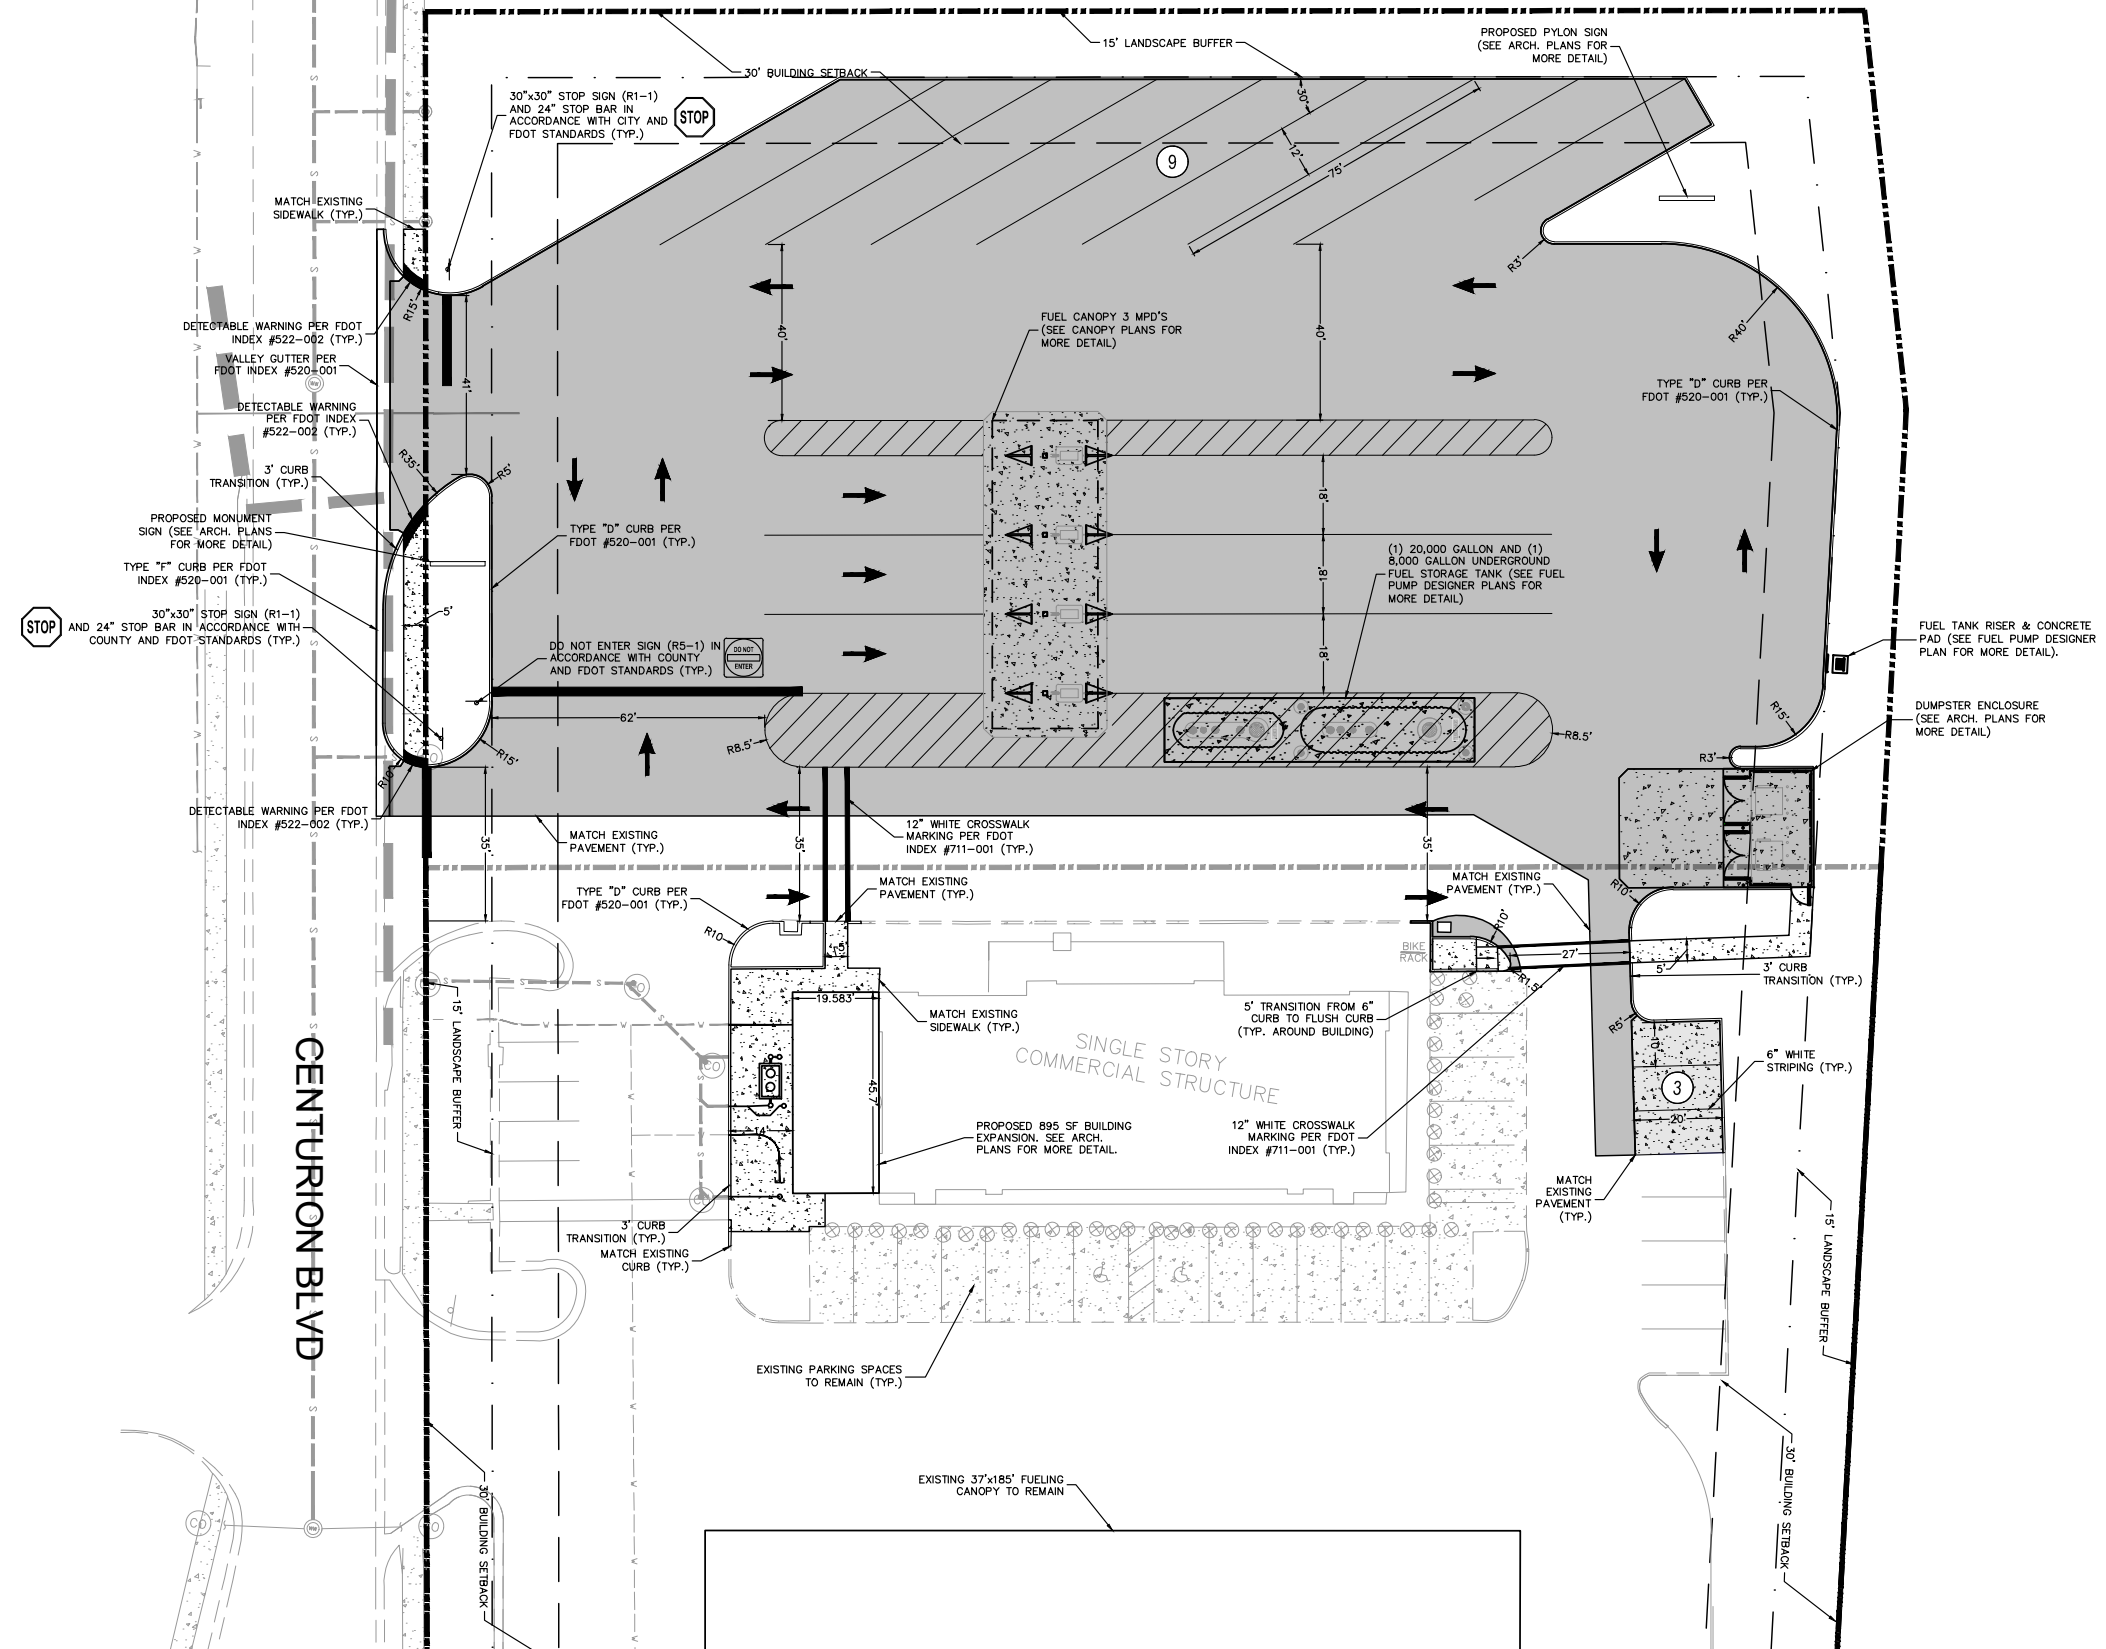 15' LANDSCAPE BUFFER
30' BUILDING SETBACK
PROPOSED PYLON SIGN
(SEE ARCH. PLANS FOR
MORE DETAIL)
30"x30" STOP SIGN (R1-1)
AND 24" STOP BAR IN
ACCORDANCE WITH CITY AND
FDOT STANDARDS (TYP.)
STOP
30'
12'
75'
9
MATCH EXISTING
SIDEWALK (TYP.)
R3'
R15'
DETECTABLE WARNING PER FDOT
INDEX #522-002 (TYP.)
VALLEY GUTTER PER
FDOT INDEX #520-001
40'
40'
FUEL CANOPY 3 MPD'S
(SEE CANOPY PLANS FOR
MORE DETAIL)
R40'
TYPE "D" CURB PER
FDOT #520-001 (TYP.)
41'
DETECTABLE WARNING
PER FDOT INDEX
#522-002 (TYP.)
R35'
R5'
3' CURB
TRANSITION (TYP.)
PROPOSED MONUMENT
SIGN (SEE ARCH. PLANS
FOR MORE DETAIL)
TYPE "D" CURB PER
FDOT #520-001 (TYP.)
18'
18'
18'
(1) 20,000 GALLON AND (1)
8,000 GALLON UNDERGROUND
FUEL STORAGE TANK (SEE FUEL
PUMP DESIGNER PLANS FOR
MORE DETAIL)
TYPE "F" CURB PER FDOT
INDEX #520-001 (TYP.)
STOP
30"x30" STOP SIGN (R1-1)
AND 24" STOP BAR IN ACCORDANCE WITH
COUNTY AND FDOT STANDARDS (TYP.)
5'
DO NOT ENTER SIGN (R5-1) IN
ACCORDANCE WITH COUNTY
AND FDOT STANDARDS (TYP.)
DO NOT
ENTER
FUEL TANK RISER & CONCRETE
PAD (SEE FUEL PUMP DESIGNER
PLAN FOR MORE DETAIL).
62'
R8.5'
R8.5'
R15'
R15'
R10'
R3'
DUMPSTER ENCLOSURE
(SEE ARCH. PLANS FOR
MORE DETAIL)
DETECTABLE WARNING PER FDOT
INDEX #522-002 (TYP.)
35'
35'
35'
MATCH EXISTING
PAVEMENT (TYP.)
12" WHITE CROSSWALK
MARKING PER FDOT
INDEX #711-001 (TYP.)
TYPE "D" CURB PER
FDOT #520-001 (TYP.)
MATCH EXISTING
PAVEMENT (TYP.)
MATCH EXISTING
PAVEMENT (TYP.)
R10'
R10
5'
R10'
BIKE
RACK
27'
5'
R1.5'
3' CURB
TRANSITION (TYP.)
19.583'
MATCH EXISTING
SIDEWALK (TYP.)
5' TRANSITION FROM 6"
CURB TO FLUSH CURB
(TYP. AROUND BUILDING)
R5'
10'
SINGLE STORY
COMMERCIAL STRUCTURE
15' LANDSCAPE BUFFER
CENTURION BLVD
CO
CO
CO
45.7'
14'
3
20'
6" WHITE
STRIPING (TYP.)
PROPOSED 895 SF BUILDING
EXPANSION. SEE ARCH.
PLANS FOR MORE DETAIL.
12" WHITE CROSSWALK
MARKING PER FDOT
INDEX #711-001 (TYP.)
MATCH
EXISTING
PAVEMENT
(TYP.)
3' CURB
TRANSITION (TYP.)
MATCH EXISTING
CURB (TYP.)
15' LANDSCAPE BUFFER
EXISTING PARKING SPACES
TO REMAIN (TYP.)
EXISTING 37'x185' FUELING
CANOPY TO REMAIN
30' BUILDING SETBACK
30' BUILDING SETBACK
CO